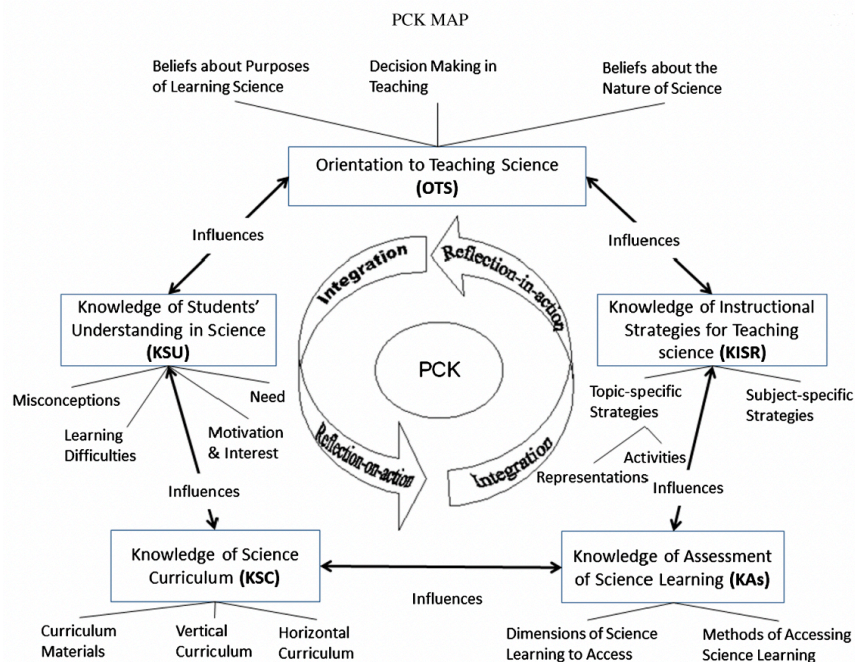 PCK MAP
Beliefs about Purposes
of Learning Science
Decision Making in
Teaching
Beliefs about the
Nature of Science
Orientation to Teaching Science
(OTS)
Influences
Influences
Integration
Reflection-in-action
Knowledge of Students'
Understanding in Science
(KSU)
PCK
Knowledge of Instructional
Strategies for Teaching
science (KISR)
Misconceptions
Learning
Difficulties
Motivation
& Interest
Need
Topic-specific
Strategies
Subject-specific
Strategies
Representations
Activities
Reflection-on-action
Integration
Influences
Influences
Knowledge of Science
Curriculum (KSC)
Influences
Knowledge of Assessment
of Science Learning (KAs)
Curriculum
Materials
Vertical
Curriculum
Horizontal
Curriculum
Dimensions of Science
Learning to Access
Methods of Accessing
Science Learning